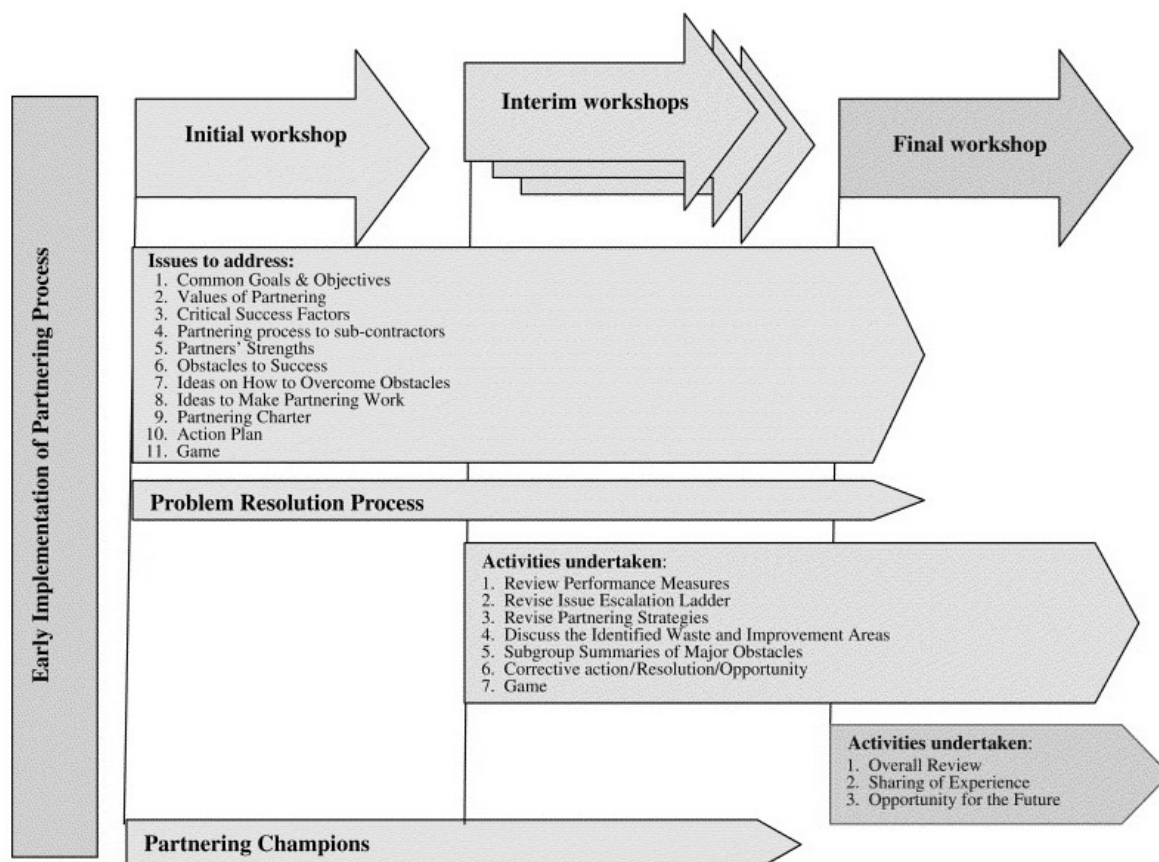 Early Implementation of Partnering Process
Initial workshop
Interim workshops
Final workshop
Issues to address:
1. Common Goals & Objectives
2. Values of Partnering
3. Critical Success Factors
4. Partnering process to sub-contractors
5. Partners’ Strengths
6. Obstacles to Success
7. Ideas on How to Overcome Obstacles
8. Ideas to Make Partnering Work
9. Partnering Charter
10. Action Plan
11. Game
Problem Resolution Process
Activities undertaken:
1. Review Performance Measures
2. Revise Issue Escalation Ladder
3. Revise Partnering Strategies
4. Discuss the Identified Waste and Improvement Areas
5. Subgroup Summaries of Major Obstacles
6. Corrective action/Resolution/Opportunity
7. Game
Activities undertaken:
1. Overall Review
2. Sharing of Experience
3. Opportunity for the Future
Partnering Champions